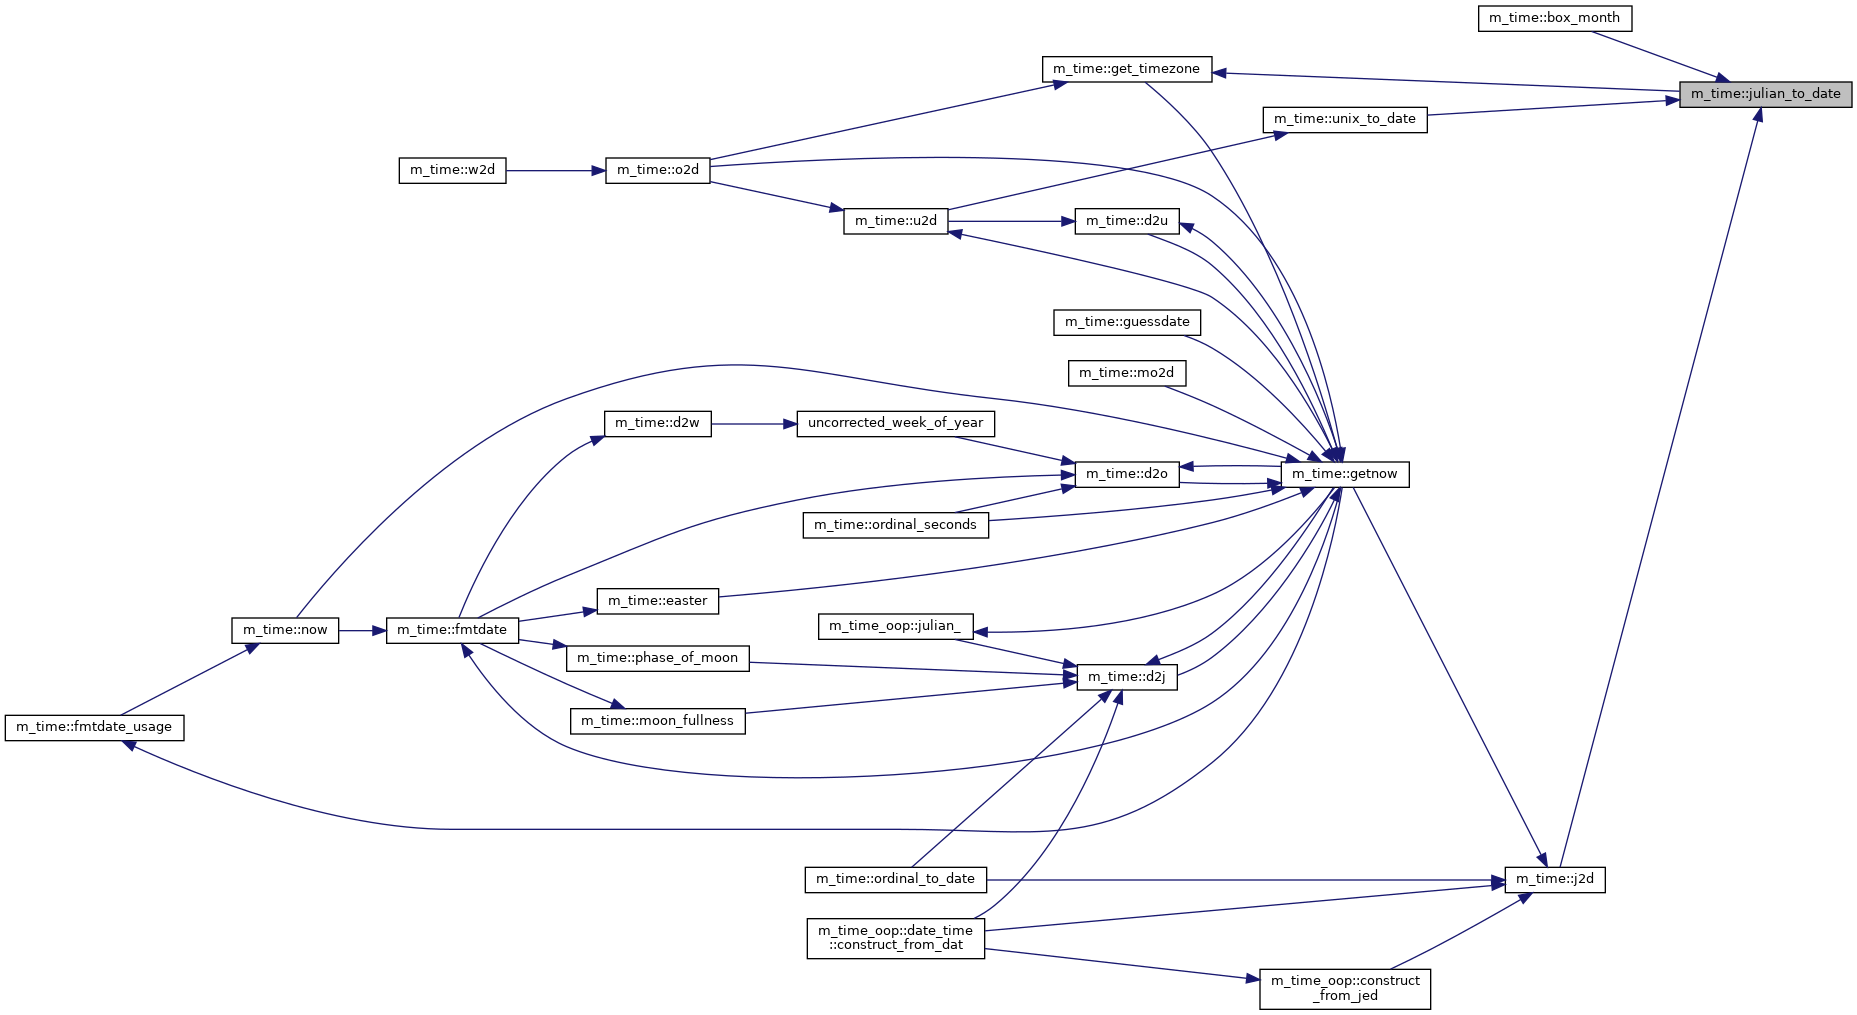 m_time::box_month
m_time::get_timezone
m_time::julian_to_date
m_time::unix_to_date
m_time::w2d
m_time::o2d
m_time::u2d
m_time::d2u
m_time::guessdate
m_time::mo2d
m_time::d2w
uncorrected_week_of_year
m_time::d2o
m_time::getnow
m_time::ordinal_seconds
m_time::easter
m_time_oop::julian_
m_time::now
m_time::fmtdate
m_time::phase_of_moon
m_time::d2j
m_time::fmtdate_usage
m_time::moon_fullness
m_time::ordinal_to_date
m_time::j2d
m_time_oop::date_time
::construct_from_dat
m_time_oop::construct
_from_jed